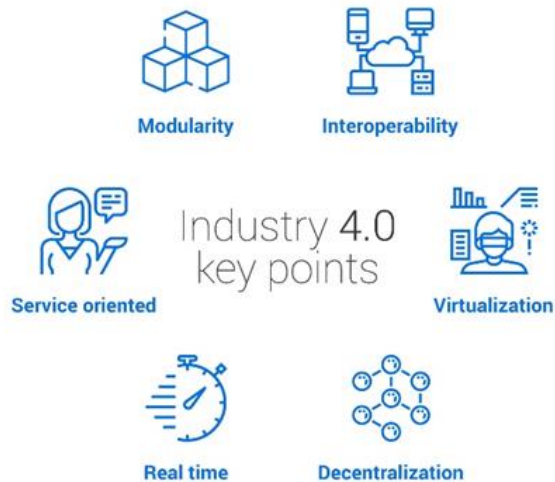 Modularity
Interoperability
Industry 4.0
key points
Service oriented
Virtualization
Real time
Decentralization